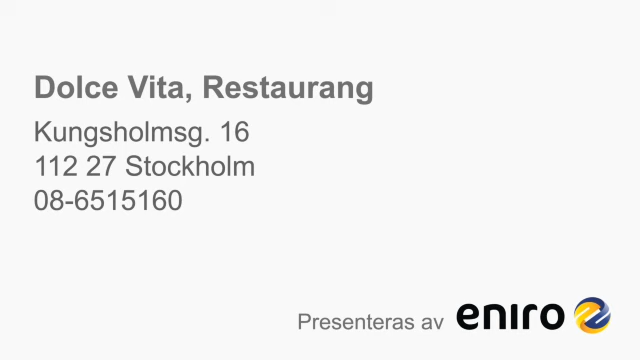 Dolce Vita, Restaurang
Kungsholmsg. 16
112 27 Stockholm
08-6515160
Presenteras av eniro